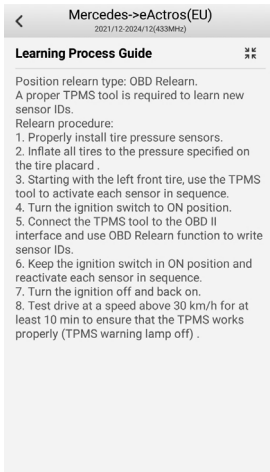 Mercedes->eActros(EU)
2021/12-2024/12(433MHz)
Learning Process Guide
Position relearn type: OBD Relearn.
A proper TPMS tool is required to learn new
sensor IDs.
Relearn procedure:
1. Properly install tire pressure sensors.
2. Inflate all tires to the pressure specified on
the tire placard .
3. Starting with the left front tire, use the TPMS
tool to activate each sensor in sequence.
4. Turn the ignition switch to ON position.
5. Connect the TPMS tool to the OBD II
interface and use OBD Relearn function to write
sensor IDs.
6. Keep the ignition switch in ON position and
reactivate each sensor in sequence.
7. Turn the ignition off and back on.
8. Test drive at a speed above 30 km/h for at
least 10 min to ensure that the TPMS works
properly (TPMS warning lamp off) .